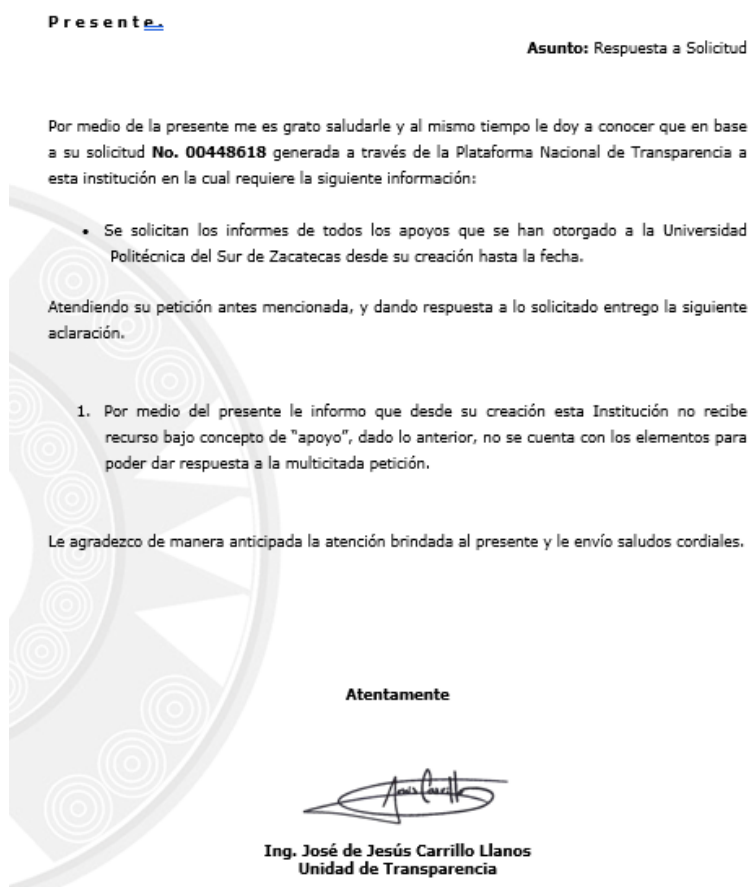 Presente.
Asunto: Respuesta a Solicitud
Por medio de la presente me es grato saludarle y al mismo tiempo le doy a conocer que en base
a su solicitud No. 00448618 generada a través de la Plataforma Nacional de Transparencia a
esta institución en la cual requiere la siguiente información:
• Se solicitan los informes de todos los apoyos que se han otorgado a la Universidad
Politécnica del Sur de Zacatecas desde su creación hasta la fecha.
Atendiendo su petición antes mencionada, y dando respuesta a lo solicitado entrego la siguiente
aclaración.
1. Por medio del presente le informo que desde su creación esta Institución no recibe
recurso bajo concepto de "apoyo", dado lo anterior, no se cuenta con los elementos para
poder dar respuesta a la multicitada petición.
Le agradezco de manera anticipada la atención brindada al presente y le envío saludos cordiales.
Atentamente
Jesús Carrillo
Ing. José de Jesús Carrillo Llanos
Unidad de Transparencia